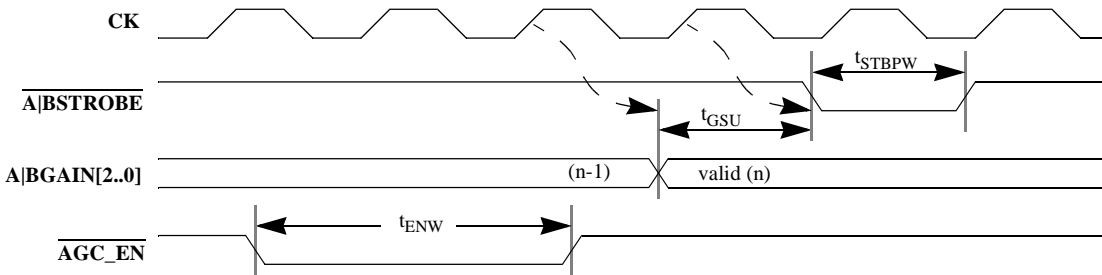 CK
A|BSTROBE
tSTBPW
tGSU
A|BGAIN[2..0]
(n-1)
valid (n)
AGC_EN
tENW